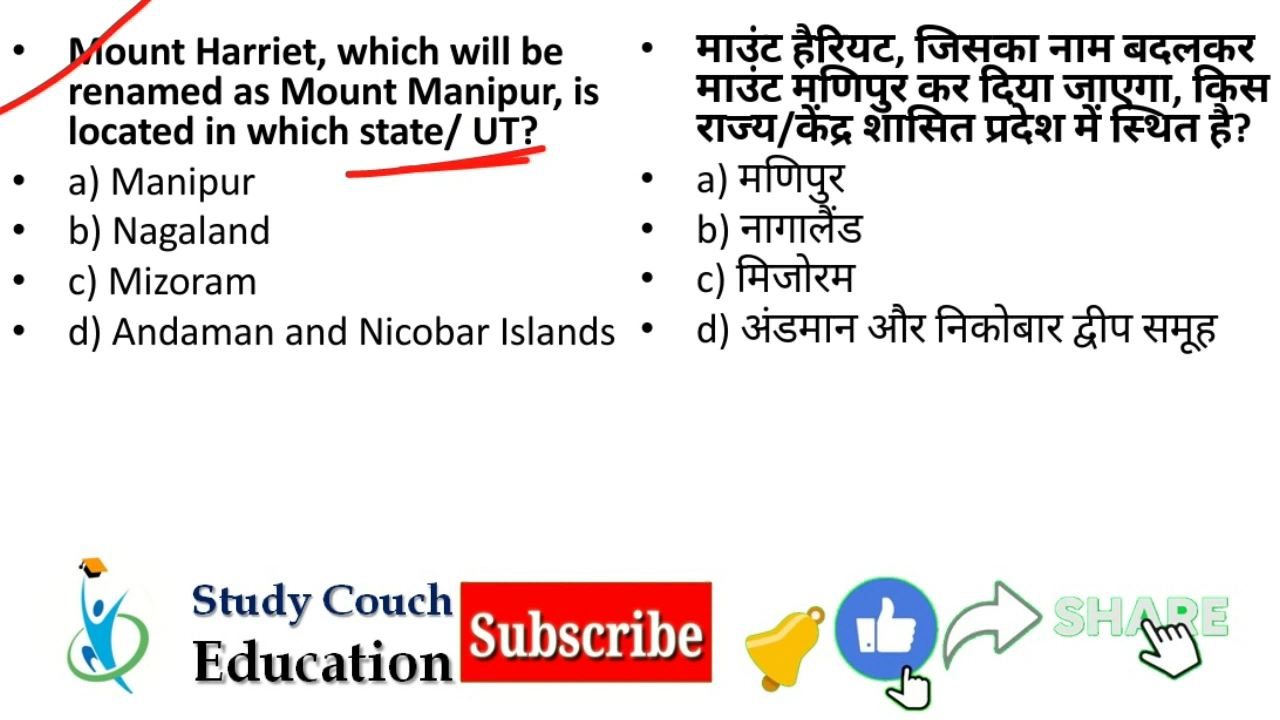 • Mount Harriet, which will be
renamed as Mount Manipur, is
located in which state/ UT?
• a) Manipur
• b) Nagaland
• c) Mizoram
• d) Andaman and Nicobar Islands
• माउंट हैरियट, जिसका नाम बदलकर
माउंट मणिपुर कर दिया जाएगा, किस
राज्य/केंद्र शासित प्रदेश में स्थित है?
• a) मणिपुर
• b) नागालैंड
• c) मिजोरम
• d) अंडमान और निकोबार द्वीप समूह
Study Couch
Education
Subscribe
SHARE